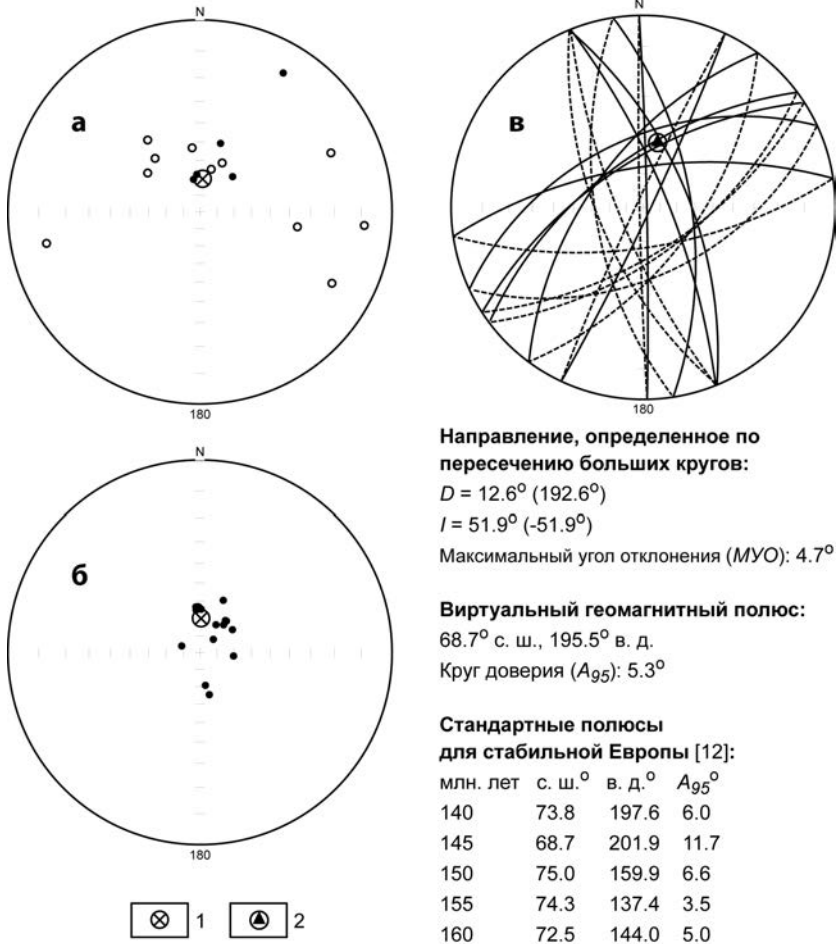 N
а
180
N
в
180
N
б
180
1
2
Направление, определенное по
пересечению больших кругов:
D = 12.6° (192.6°)
I = 51.9° (-51.9°)
Максимальный угол отклонения (МУО): 4.7°
Виртуальный геомагнитный полюс:
68.7° с. ш., 195.5° в. д.
Круг доверия (A95): 5.3°
Стандартные полюсы
для стабильной Европы [12]:
млн. лет с. ш.° в. д.° A95°
140 73.8 197.6 6.0
145 68.7 201.9 11.7
150 75.0 159.9 6.6
155 74.3 137.4 3.5
160 72.5 144.0 5.0